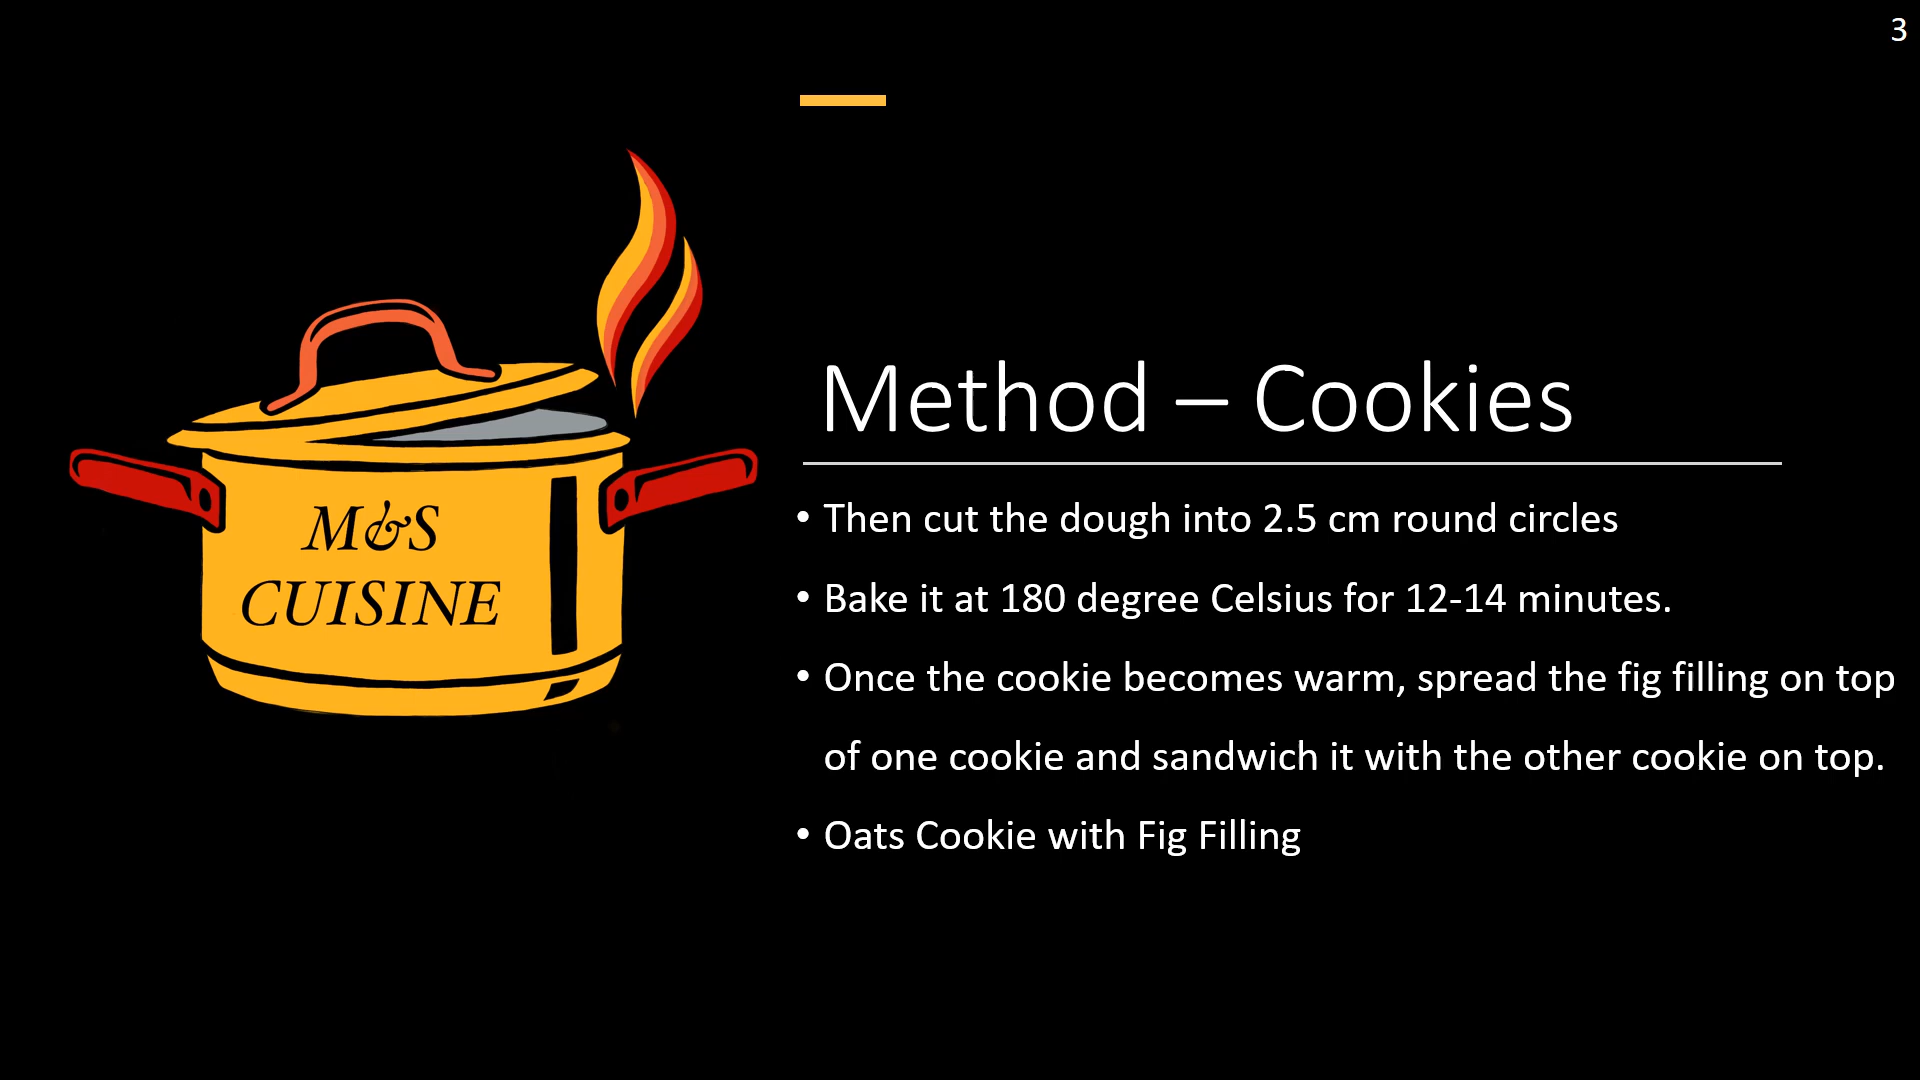 3
M&S
CUISINE
Method – Cookies
• Then cut the dough into 2.5 cm round circles
• Bake it at 180 degree Celsius for 12-14 minutes.
• Once the cookie becomes warm, spread the fig filling on top
of one cookie and sandwich it with the other cookie on top.
• Oats Cookie with Fig Filling